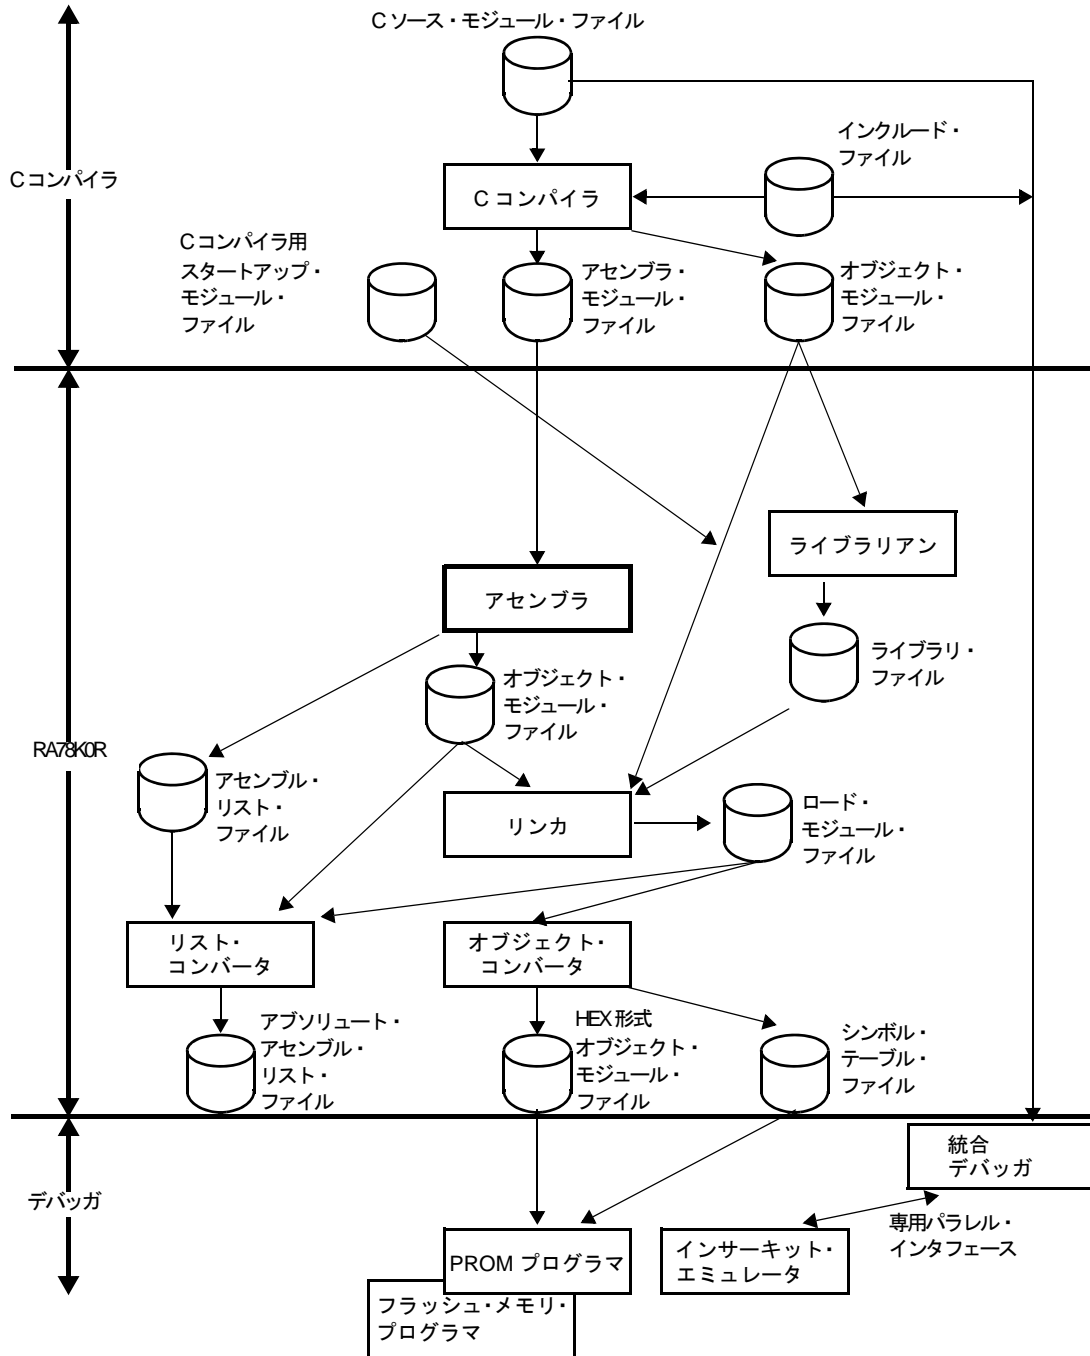 C ソース・モジュール・ファイル
インクルード・
ファイル
C コンパイラ
C コンパイラ
C コンパイラ用
スタートアップ・
モジュール・
ファイル
アセンブラ・
モジュール・
ファイル
オブジェクト・
モジュール・
ファイル
ライブラリアン
アセンブラ
ライブラリ・
ファイル
オブジェクト・
モジュール・
ファイル
RA78K0R
アセンブル・
リスト・
ファイル
リンカ
ロード・
モジュール・
ファイル
リスト・
コンバータ
オブジェクト・
コンバータ
アブソリュート・
アセンブル・
リスト・
ファイル
HEX 形式
オブジェクト・
モジュール・
ファイル
シンボル・
テーブル・
ファイル
統合
デバッガ
デバッガ
専用パラレル・
インタフェース
PROM プログラマ
インサーキット・
エミュレータ
フラッシュ・メモリ・
プログラマ